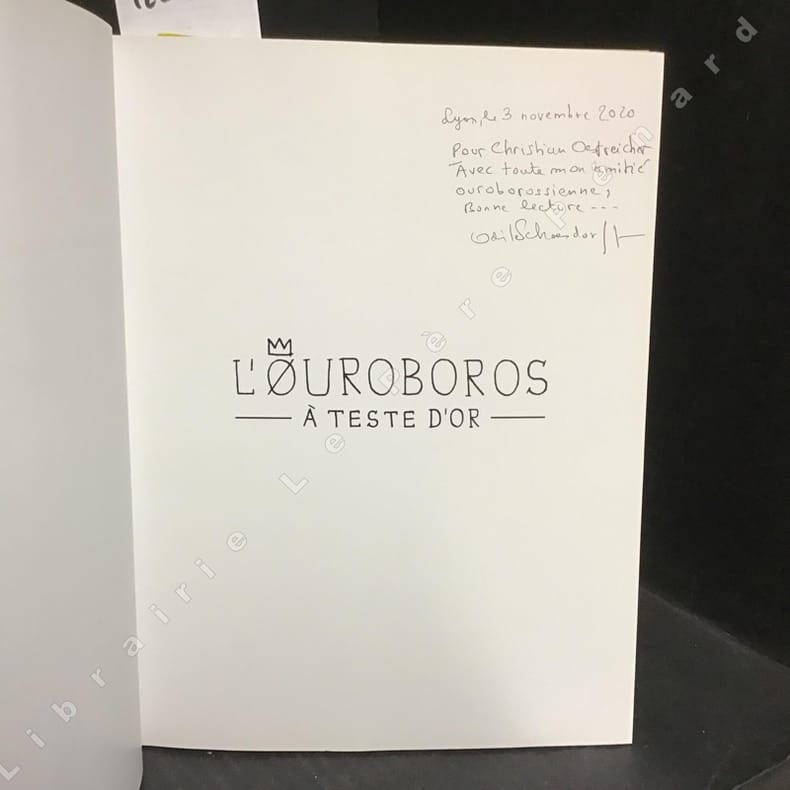 Lyon, le 3 novembre 2020
Pour Christian Oestreicher
Avec toute mon amitié
ouroborossienne,
Bonne lecture ---
L'OUROBOROS
À TESTE D'OR
Librairie Le Père Pénard